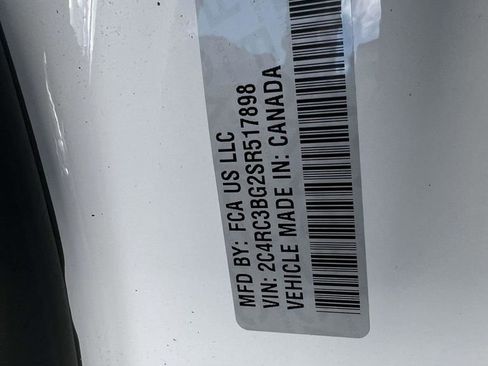 MFD BY: FCA US LLC
VIN: 2C4RC3BG2SR517898
VEHICLE MADE IN: CANADA